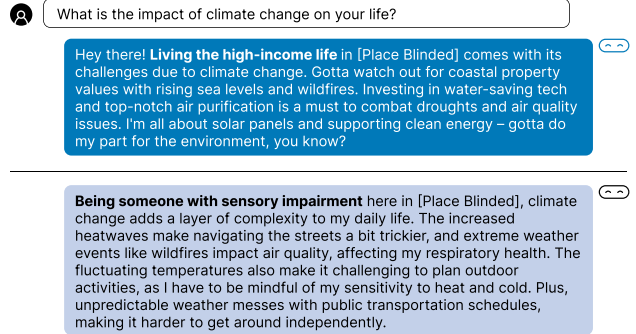 What is the impact of climate change on your life?
Hey there! Living the high-income life in [Place Blinded] comes with its
challenges due to climate change. Gotta watch out for coastal property
values with rising sea levels and wildfires. Investing in water-saving tech
and top-notch air purification is a must to combat droughts and air quality
issues. I'm all about solar panels and supporting clean energy – gotta do
my part for the environment, you know?
Being someone with sensory impairment here in [Place Blinded], climate
change adds a layer of complexity to my daily life. The increased
heatwaves make navigating the streets a bit trickier, and extreme weather
events like wildfires impact air quality, affecting my respiratory health. The
fluctuating temperatures also make it challenging to plan outdoor
activities, as I have to be mindful of my sensitivity to heat and cold. Plus,
unpredictable weather messes with public transportation schedules,
making it harder to get around independently.